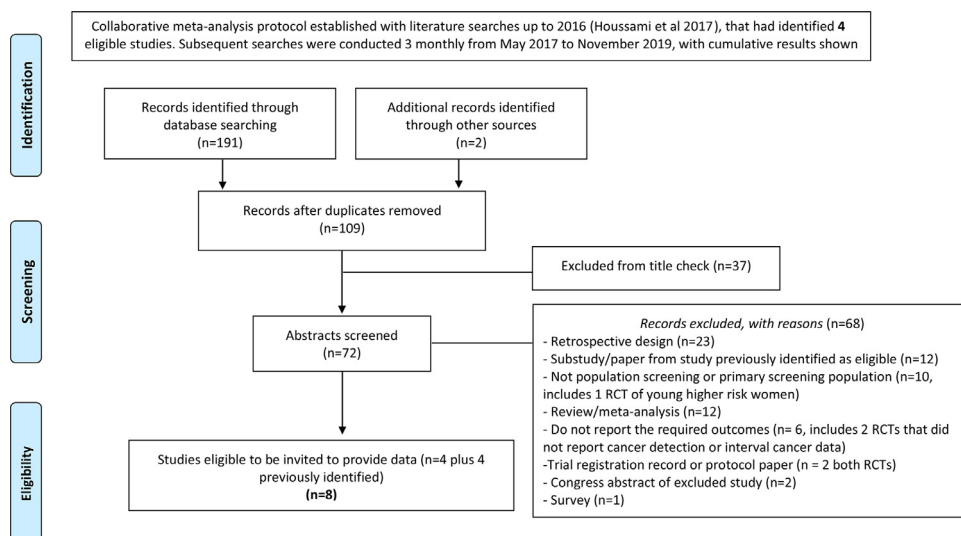 Collaborative meta-analysis protocol established with literature searches up to 2016 (Houssami et al 2017), that had identified 4
eligible studies. Subsequent searches were conducted 3 monthly from May 2017 to November 2019, with cumulative results shown
Identification
Records identified through
database searching
(n=191)
Additional records identified
through other sources
(n=2)
Records after duplicates removed
(n=109)
Screening
Excluded from title check (n=37)
Abstracts screened
(n=72)
Records excluded, with reasons (n=68)
- Retrospective design (n=23)
- Substudy/paper from study previously identified as eligible (n=12)
- Not population screening or primary screening population (n=10,
includes 1 RCT of young higher risk women)
- Review/meta-analysis (n=12)
- Do not report the required outcomes (n= 6, includes 2 RCTs that did
not report cancer detection or interval cancer data)
-Trial registration record or protocol paper (n = 2 both RCTs)
- Congress abstract of excluded study (n=2)
- Survey (n=1)
Eligibility
Studies eligible to be invited to provide data (n=4 plus 4
previously identified)
(n=8)